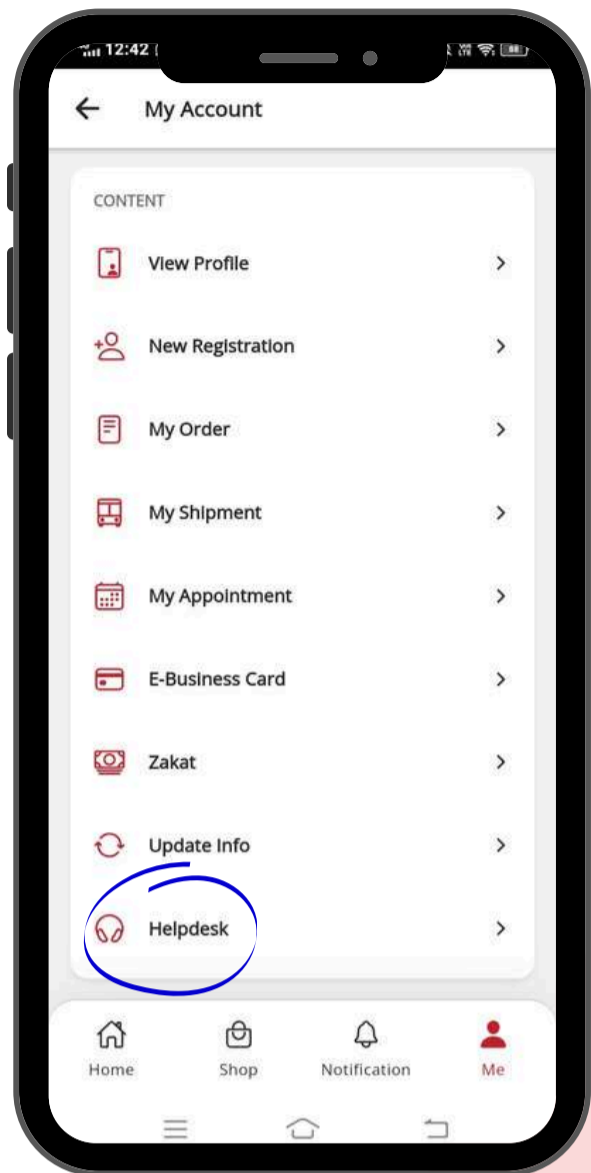 12:42
My Account
CONTENT
View Profile
New Registration
My Order
My Shipment
My Appointment
E-Business Card
Zakat
Update Info
Helpdesk
Home Shop Notification Me